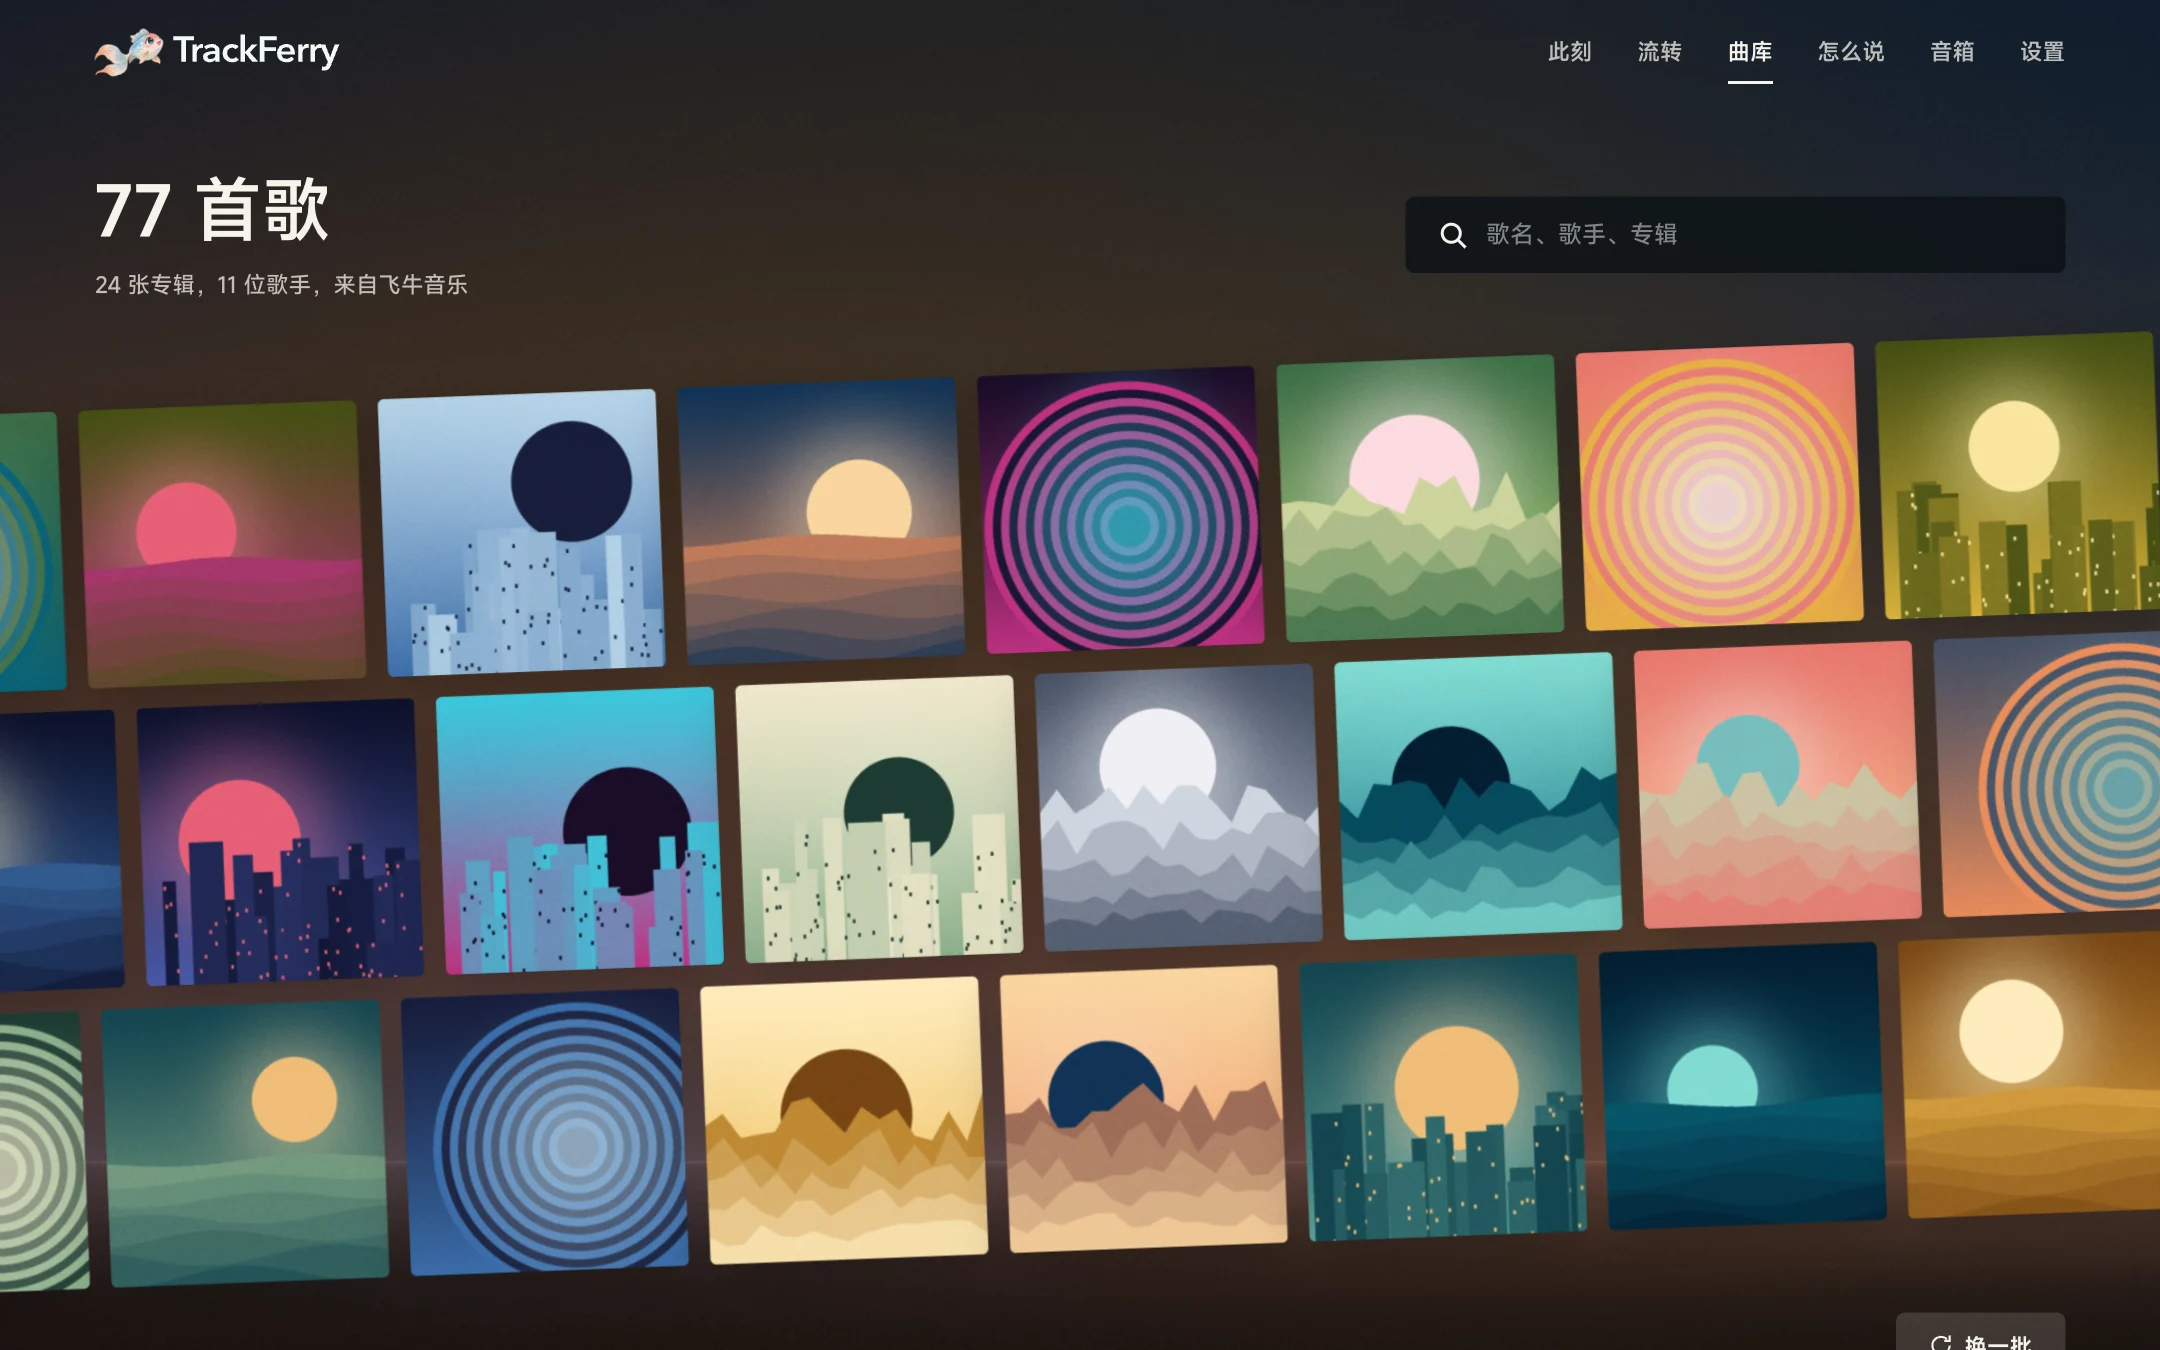 TrackFerry
此刻 流转 曲库 怎么说 音箱 设置
77 首歌
歌名、歌手、专辑
24 张专辑，11 位歌手，来自飞牛音乐
换一批